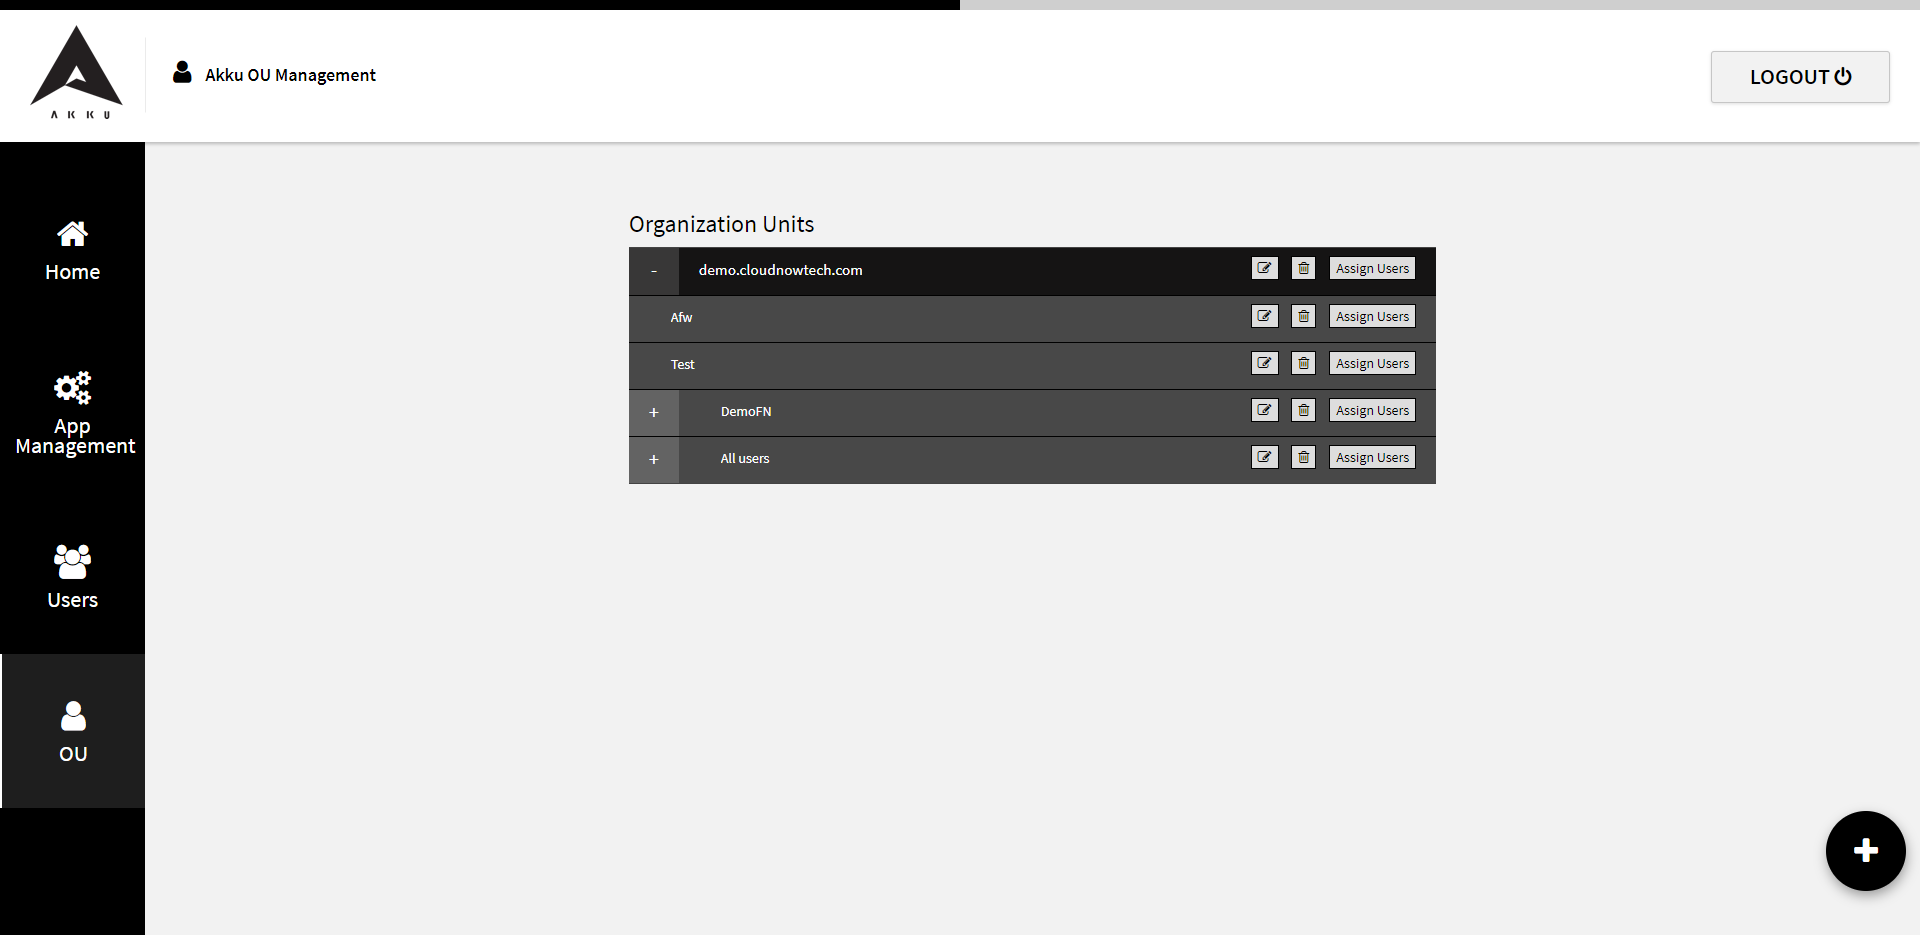 AKKU
Akku OU Management
LOGOUT
Home
App
Management
Users
OU
Organization Units
- demo.cloudnowtech.com Assign Users
Afw Assign Users
Test Assign Users
+ DemoFN Assign Users
+ All users Assign Users